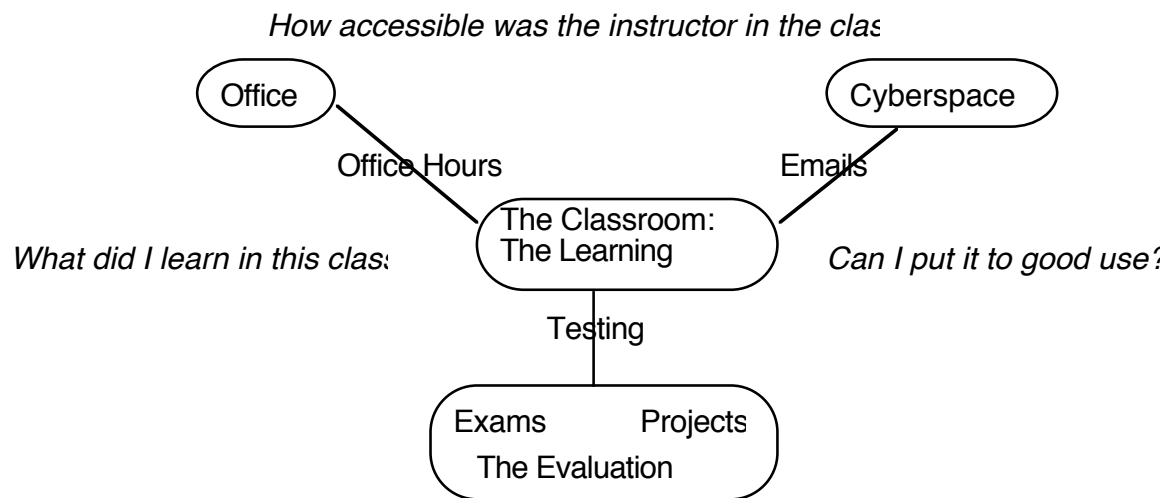 How accessible was the instructor in the clas
Office
Cyberspace
Office Hours
Emails
The Classroom:
The Learning
What did I learn in this clas
Can I put it to good use?
Testing
Exams
Projects
The Evaluation